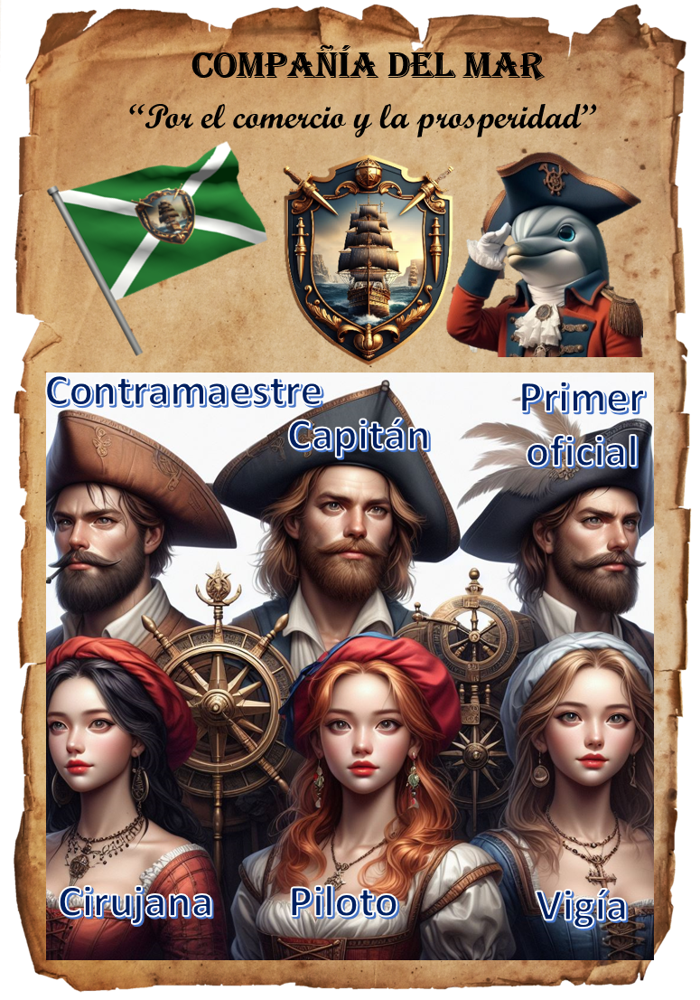 COMPAÑÍA DEL MAR
“Por el comercio y la prosperidad”
Contramaestre
Capitán
Primer
oficial
Cirujana
Piloto
Vigía